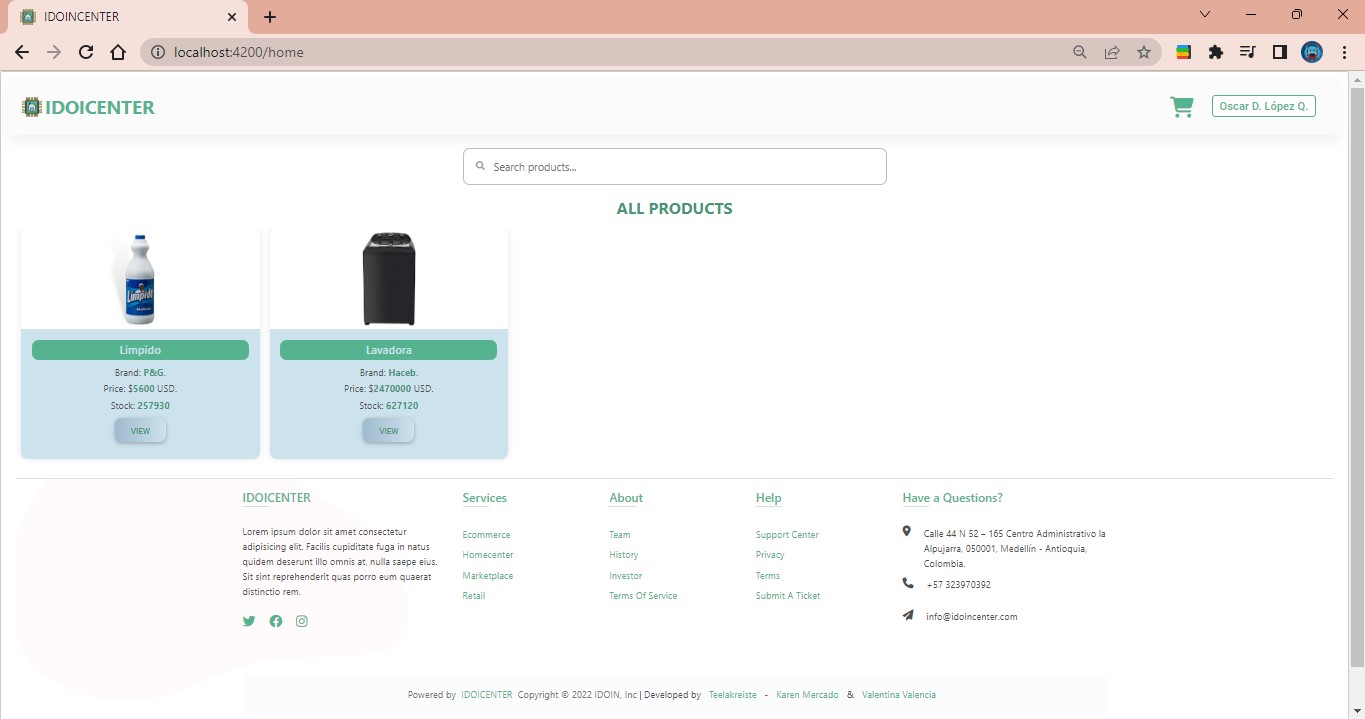 IDOINCENTER
localhost:4200/home
IDOICENTER
Oscar D. López Q.
Search products...
ALL PRODUCTS
Limpido
Limpido
Brand: P&G.
Price: $5600 USD.
Stock: 257930
VIEW
Lavadora
Brand: Haceb.
Price: $2470000 USD.
Stock: 627120
VIEW
IDOICENTER
Lorem ipsum dolor sit amet consectetur
adipisicing elit. Facilis cupiditate fuga in natus
quidem deserunt illo omnis at, nulla saepe eius.
Sit sint reprehenderit quas porro eum quaerat
distinctio rem.
Services
Ecommerce
Homecenter
Marketplace
Retail
About
Team
History
Investor
Terms Of Service
Help
Support Center
Privacy
Terms
Submit A Ticket
Have a Questions?
Calle 44 N 52 – 165 Centro Administrativo la
Alpujarra, 050001, Medellín - Antioquia,
Colombia.
+57 323970392
info@idoincenter.com
Powered by IDOICENTER Copyright © 2022 IDOIN, Inc | Developed by Teelakreiste - Karen Mercado & Valentina Valencia